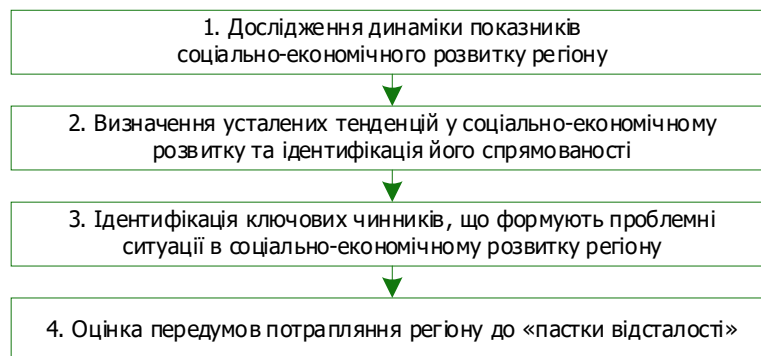 1. Дослідження динаміки показників
соціально-економічного розвитку регіону
2. Визначення усталених тенденцій у соціально-економічному
розвитку та ідентифікація його спрямованості
3. Ідентифікація ключових чинників, що формують проблемні
ситуації в соціально-економічному розвитку регіону
4. Оцінка передумов потрапляння регіону до «пастки відсталості»